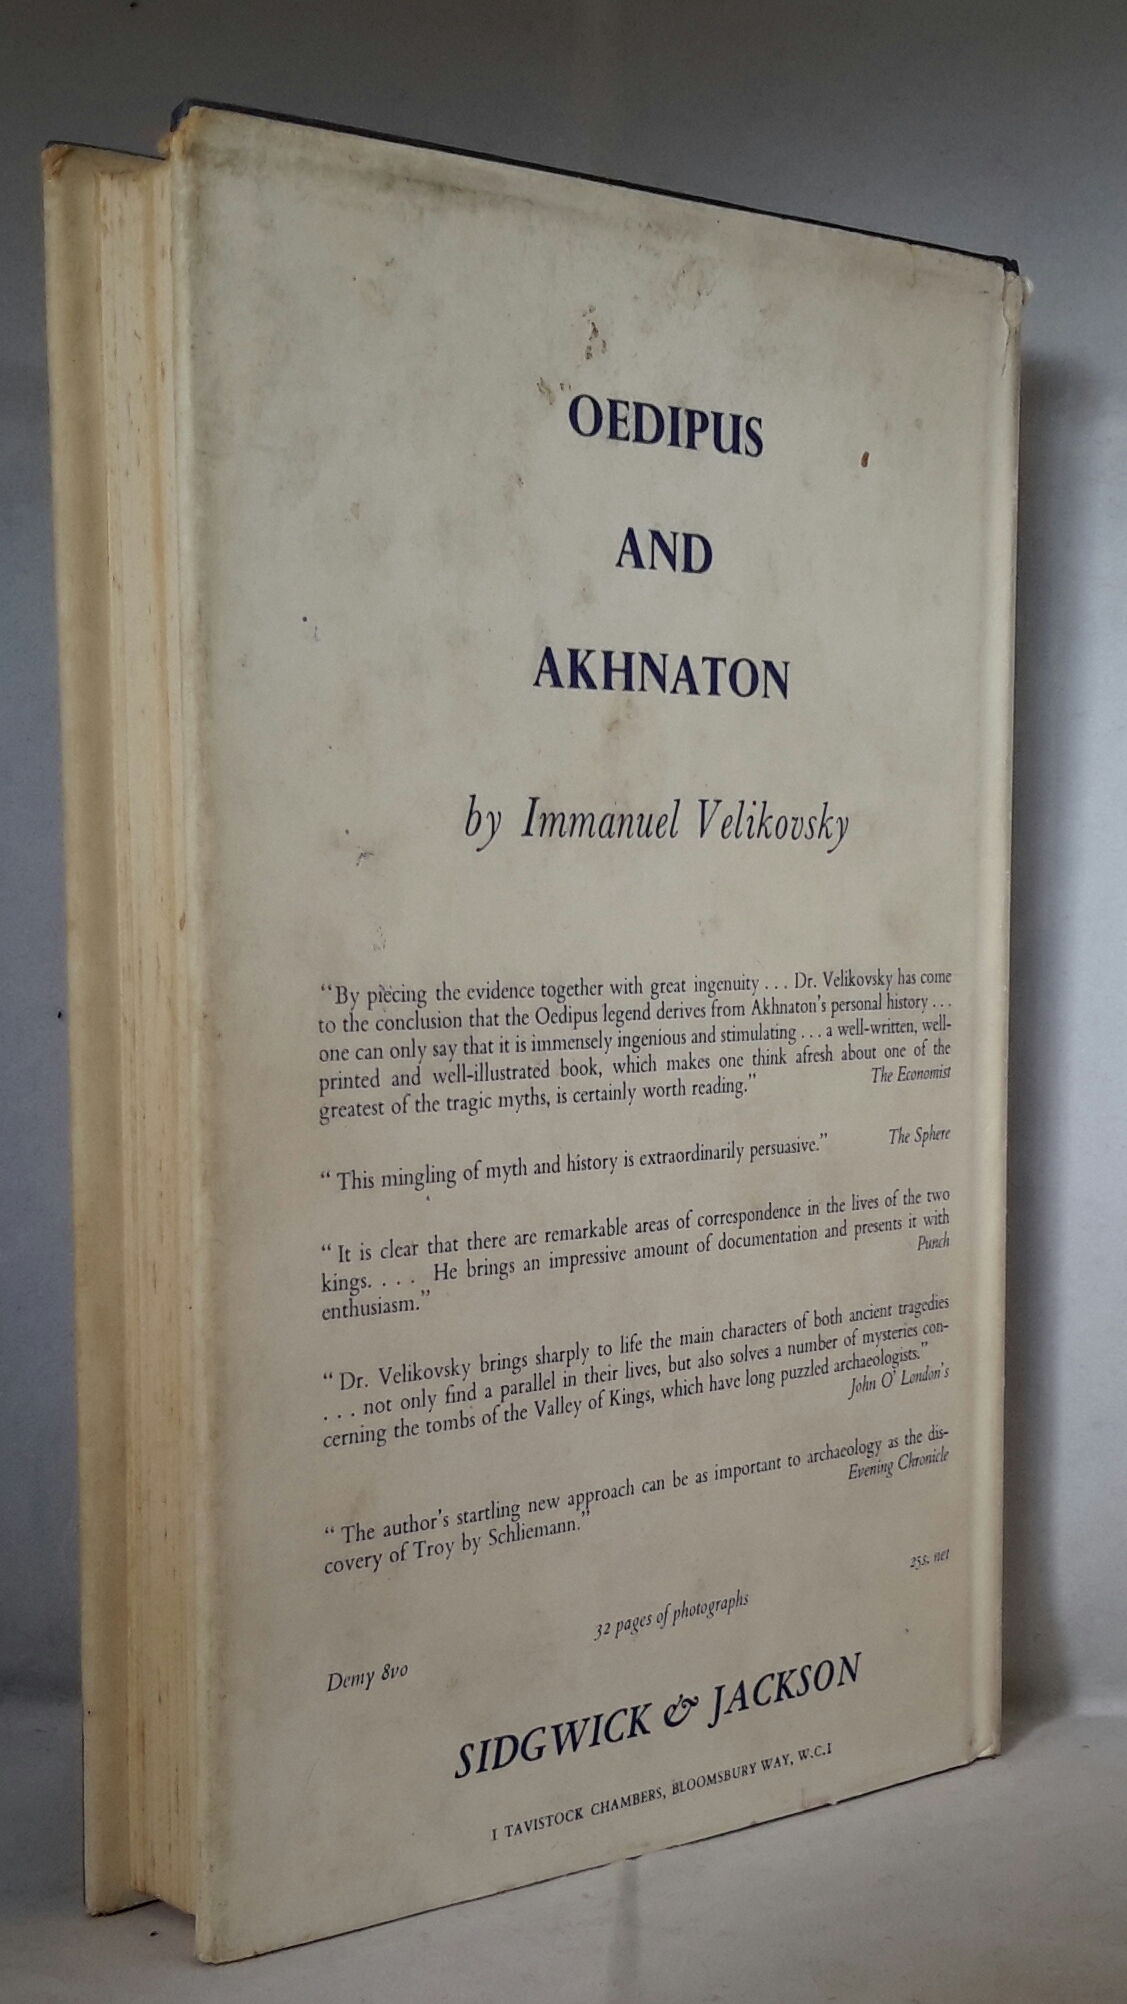 OEDIPUS
AND
AKHNATON
by Immanuel Velikovsky
“By piecing the evidence together with great ingenuity . . . Dr. Velikovsky has come
to the conclusion that the Oedipus legend derives from Akhnaton’s personal history . . .
one can only say that it is immensely ingenious and stimulating . . . a well-written, well-
printed and well-illustrated book, which makes one think afresh about one of the
greatest of the tragic myths, is certainly worth reading.” The Economist
“ This mingling of myth and history is extraordinarily persuasive.” The Sphere
“ It is clear that there are remarkable areas of correspondence in the lives of the two
kings. . . . He brings an impressive amount of documentation and presents it with
enthusiasm.” Punch
“ Dr. Velikovsky brings sharply to life the main characters of both ancient tragedies
. . . not only find a parallel in their lives, but also solves a number of mysteries con-
cerning the tombs of the Valley of Kings, which have long puzzled archaeologists.”
John O’ London’s
“ The author’s startling new approach can be as important to archaeology as the dis-
covery of Troy by Schliemann.” Evening Chronicle
Demy 8vo 32 pages of photographs 25s. net
SIDGWICK & JACKSON
1 TAVISTOCK CHAMBERS, BLOOMSBURY WAY, W.C.1